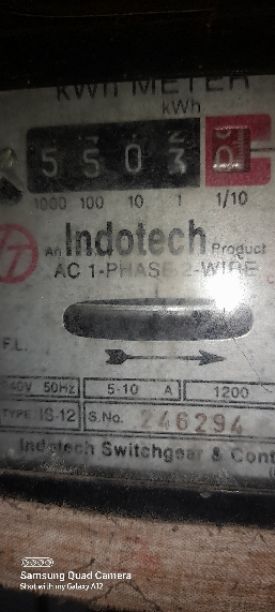 kWh METER
kWh
5 5 0 3
1000 100 10 1 1/10
An Indotech Product
AC 1-PHASE 2-WIRE
F.L.
240V 50Hz 5-10 A 1200
TYPE IS-12 S.No. 246294
Indotech Switchgear & Cont
Samsung Quad Camera
Shot with my Galaxy A12